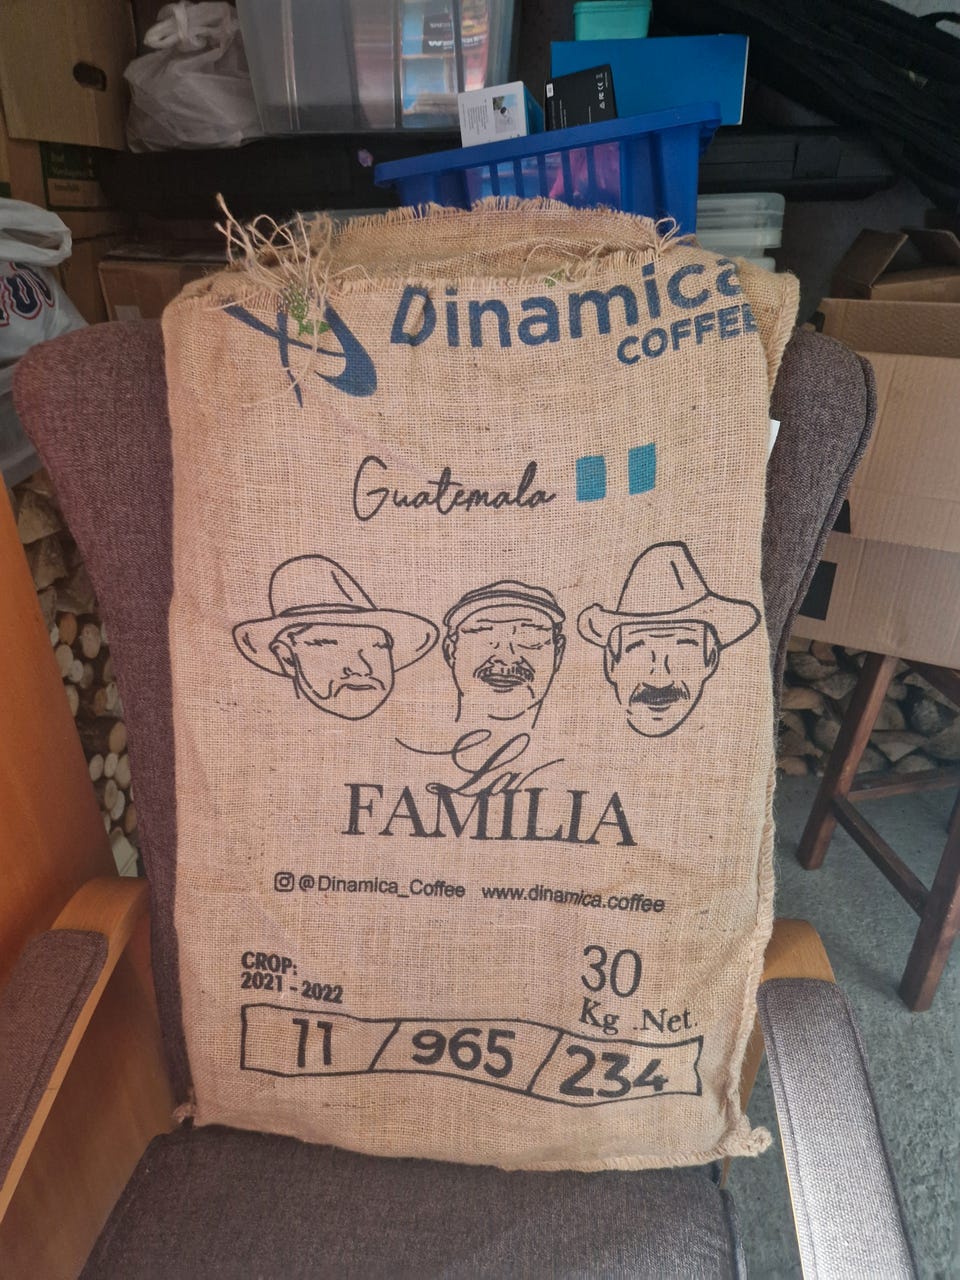 Dinamica
COFFEE
Guatemala
La
FAMILIA
@Dinamica_Coffee www.dinamica.coffee
CROP:
2021 - 2022
30
Kg .Net.
11 / 965 / 234